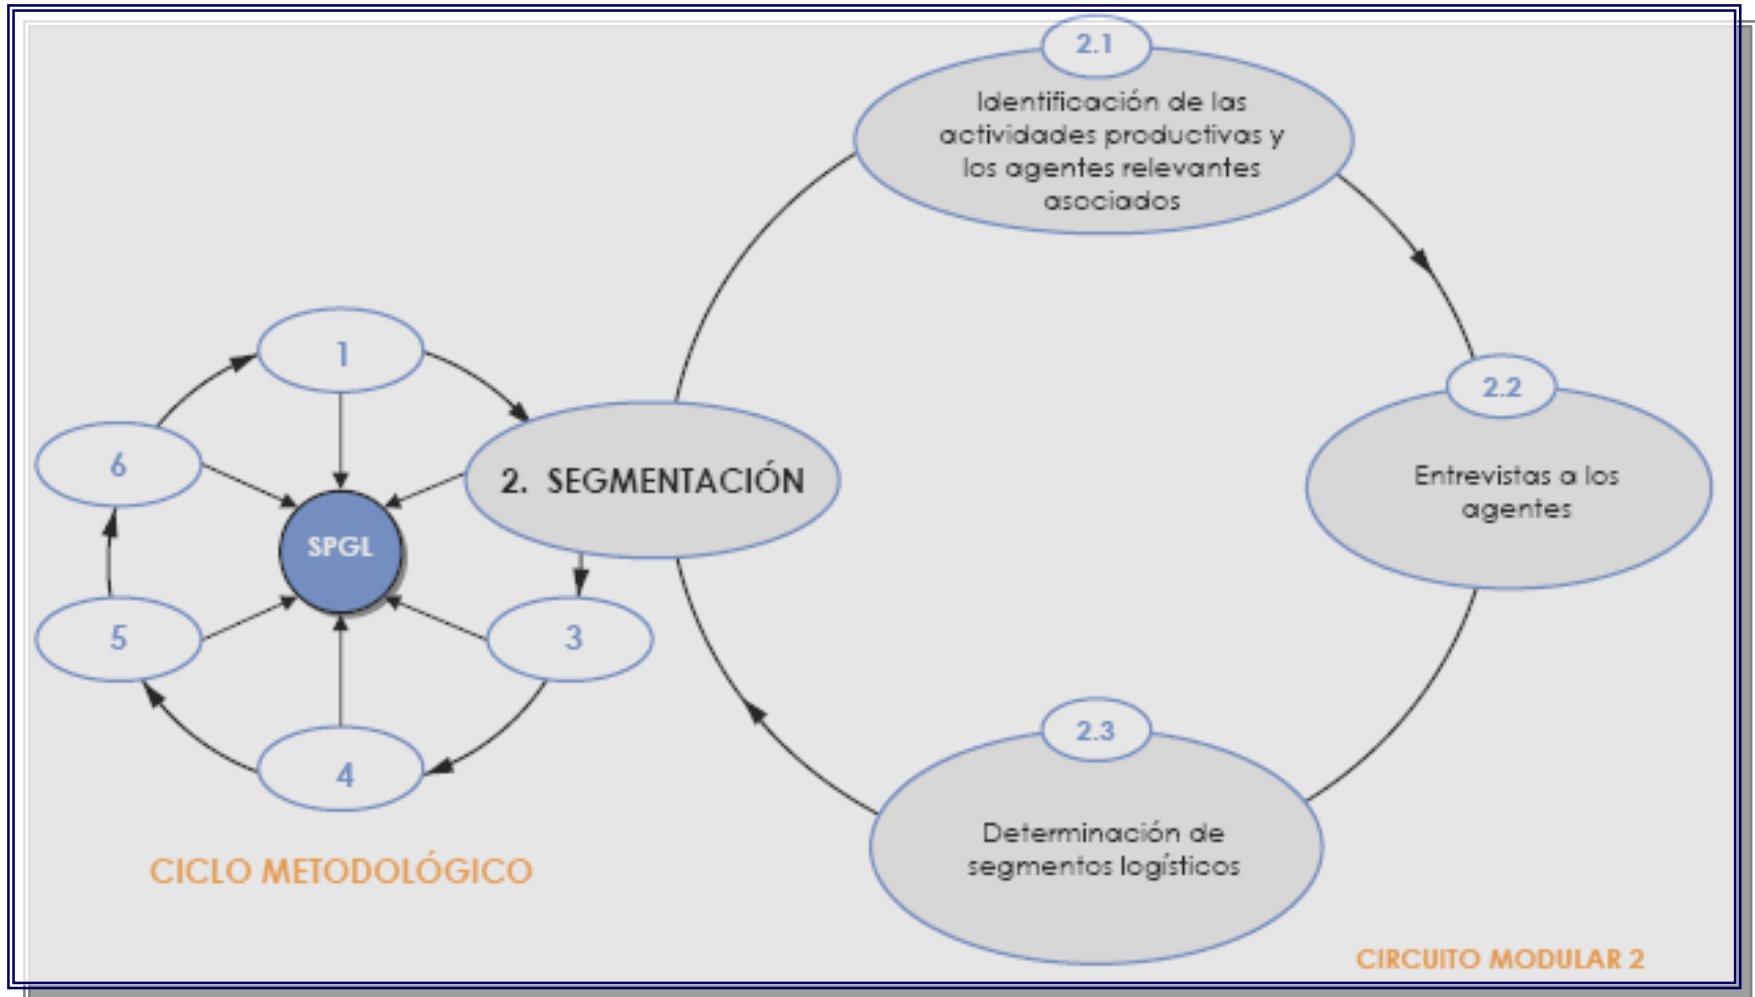 2.1
Identificación de las
actividades productivas y
los agentes relevantes
asociados
2.2
Entrevistas a los
agentes
2.3
Determinación de
segmentos logísticos
1
2. SEGMENTACIÓN
3
4
5
6
SPGL
CICLO METODOLÓGICO
CIRCUITO MODULAR 2